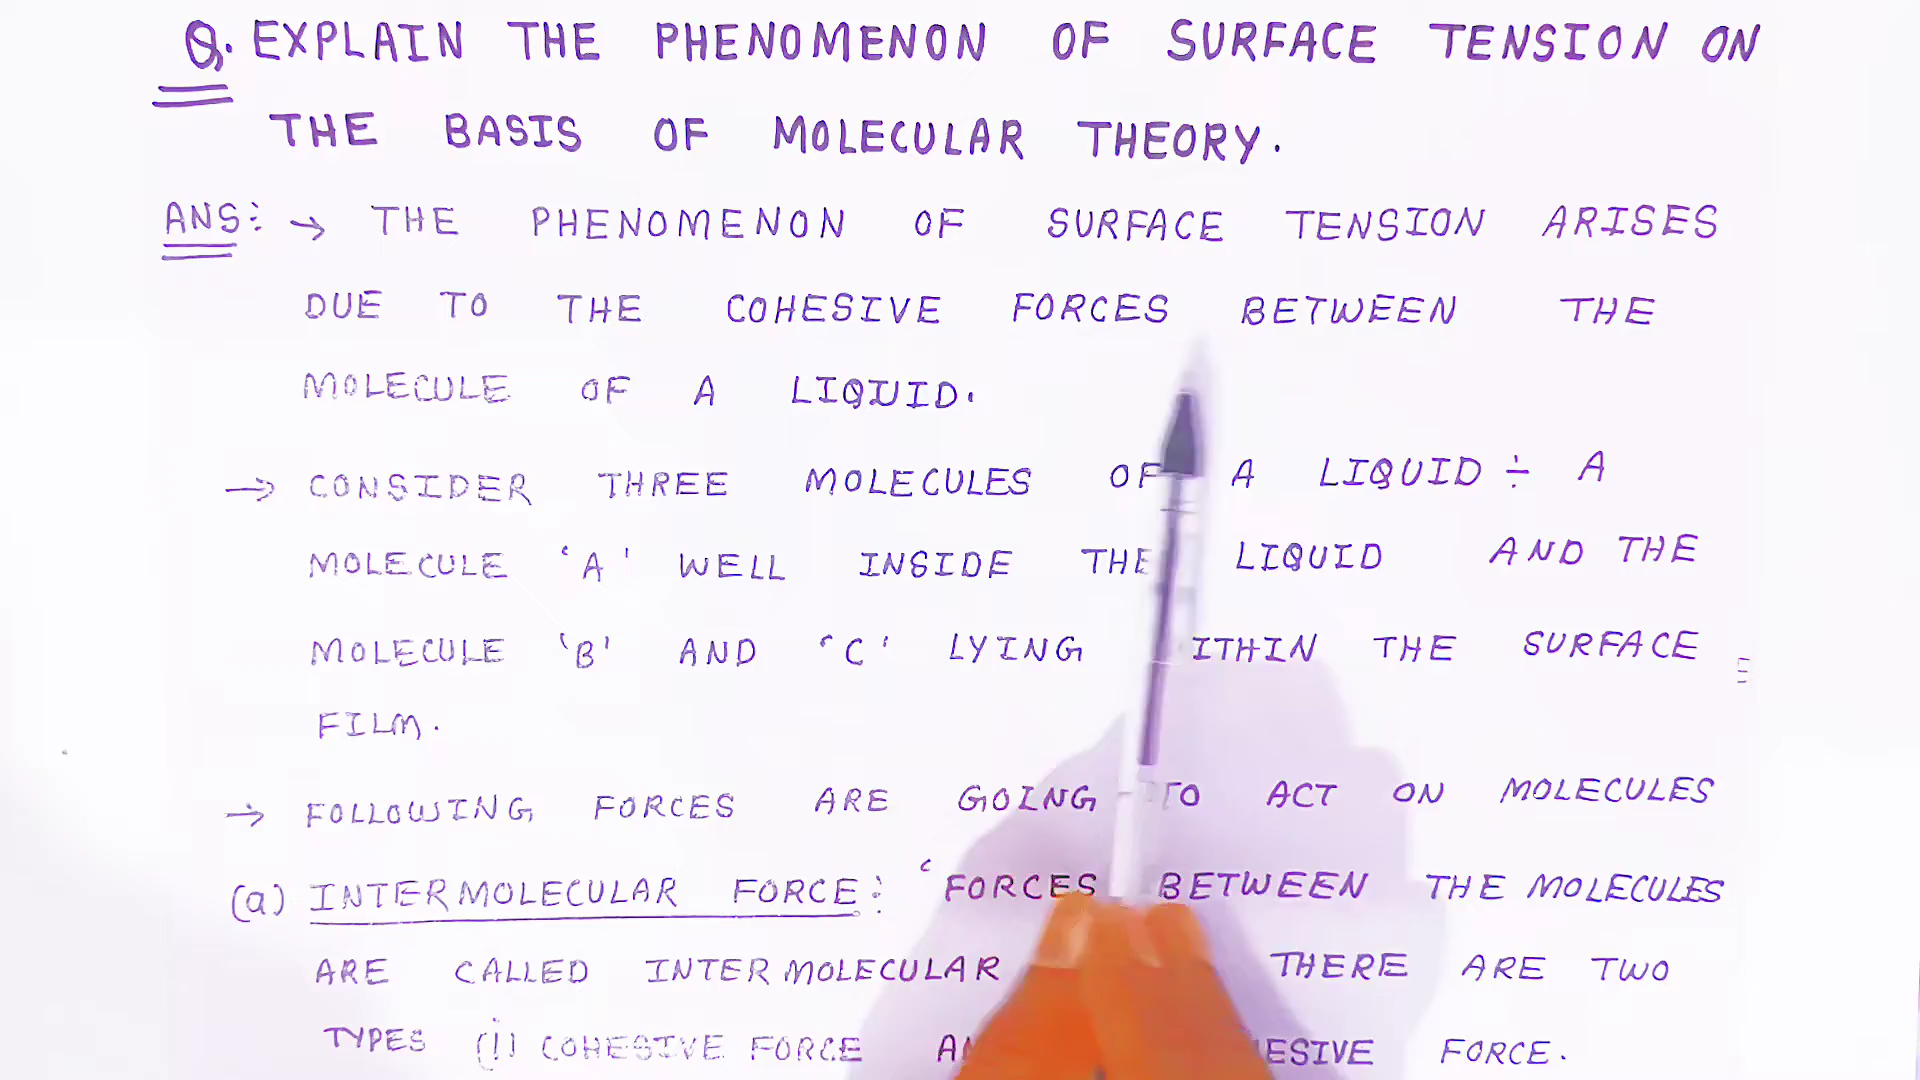 Q. EXPLAIN THE PHENOMENON OF SURFACE TENSION ON
THE BASIS OF MOLECULAR THEORY.
ANS: → THE PHENOMENON OF SURFACE TENSION ARISES
DUE TO THE COHESIVE FORCES BETWEEN THE
MOLECULE OF A LIQUID.
→ CONSIDER THREE MOLECULES OF A LIQUID ÷ A
MOLECULE 'A' WELL INSIDE THE LIQUID AND THE
MOLECULE 'B' AND 'C' LYING THE SURFACE
FILM.
→ FOLLOWING FORCES ARE GOING TO ACT ON MOLECULES
(a) INTERMOLECULAR FORCE: 'FORCES BETWEEN THE MOLECULES
ARE CALLED INTERMOLECULAR THERE ARE TWO
TYPES (i) COHESIVE FORCE FORCE.